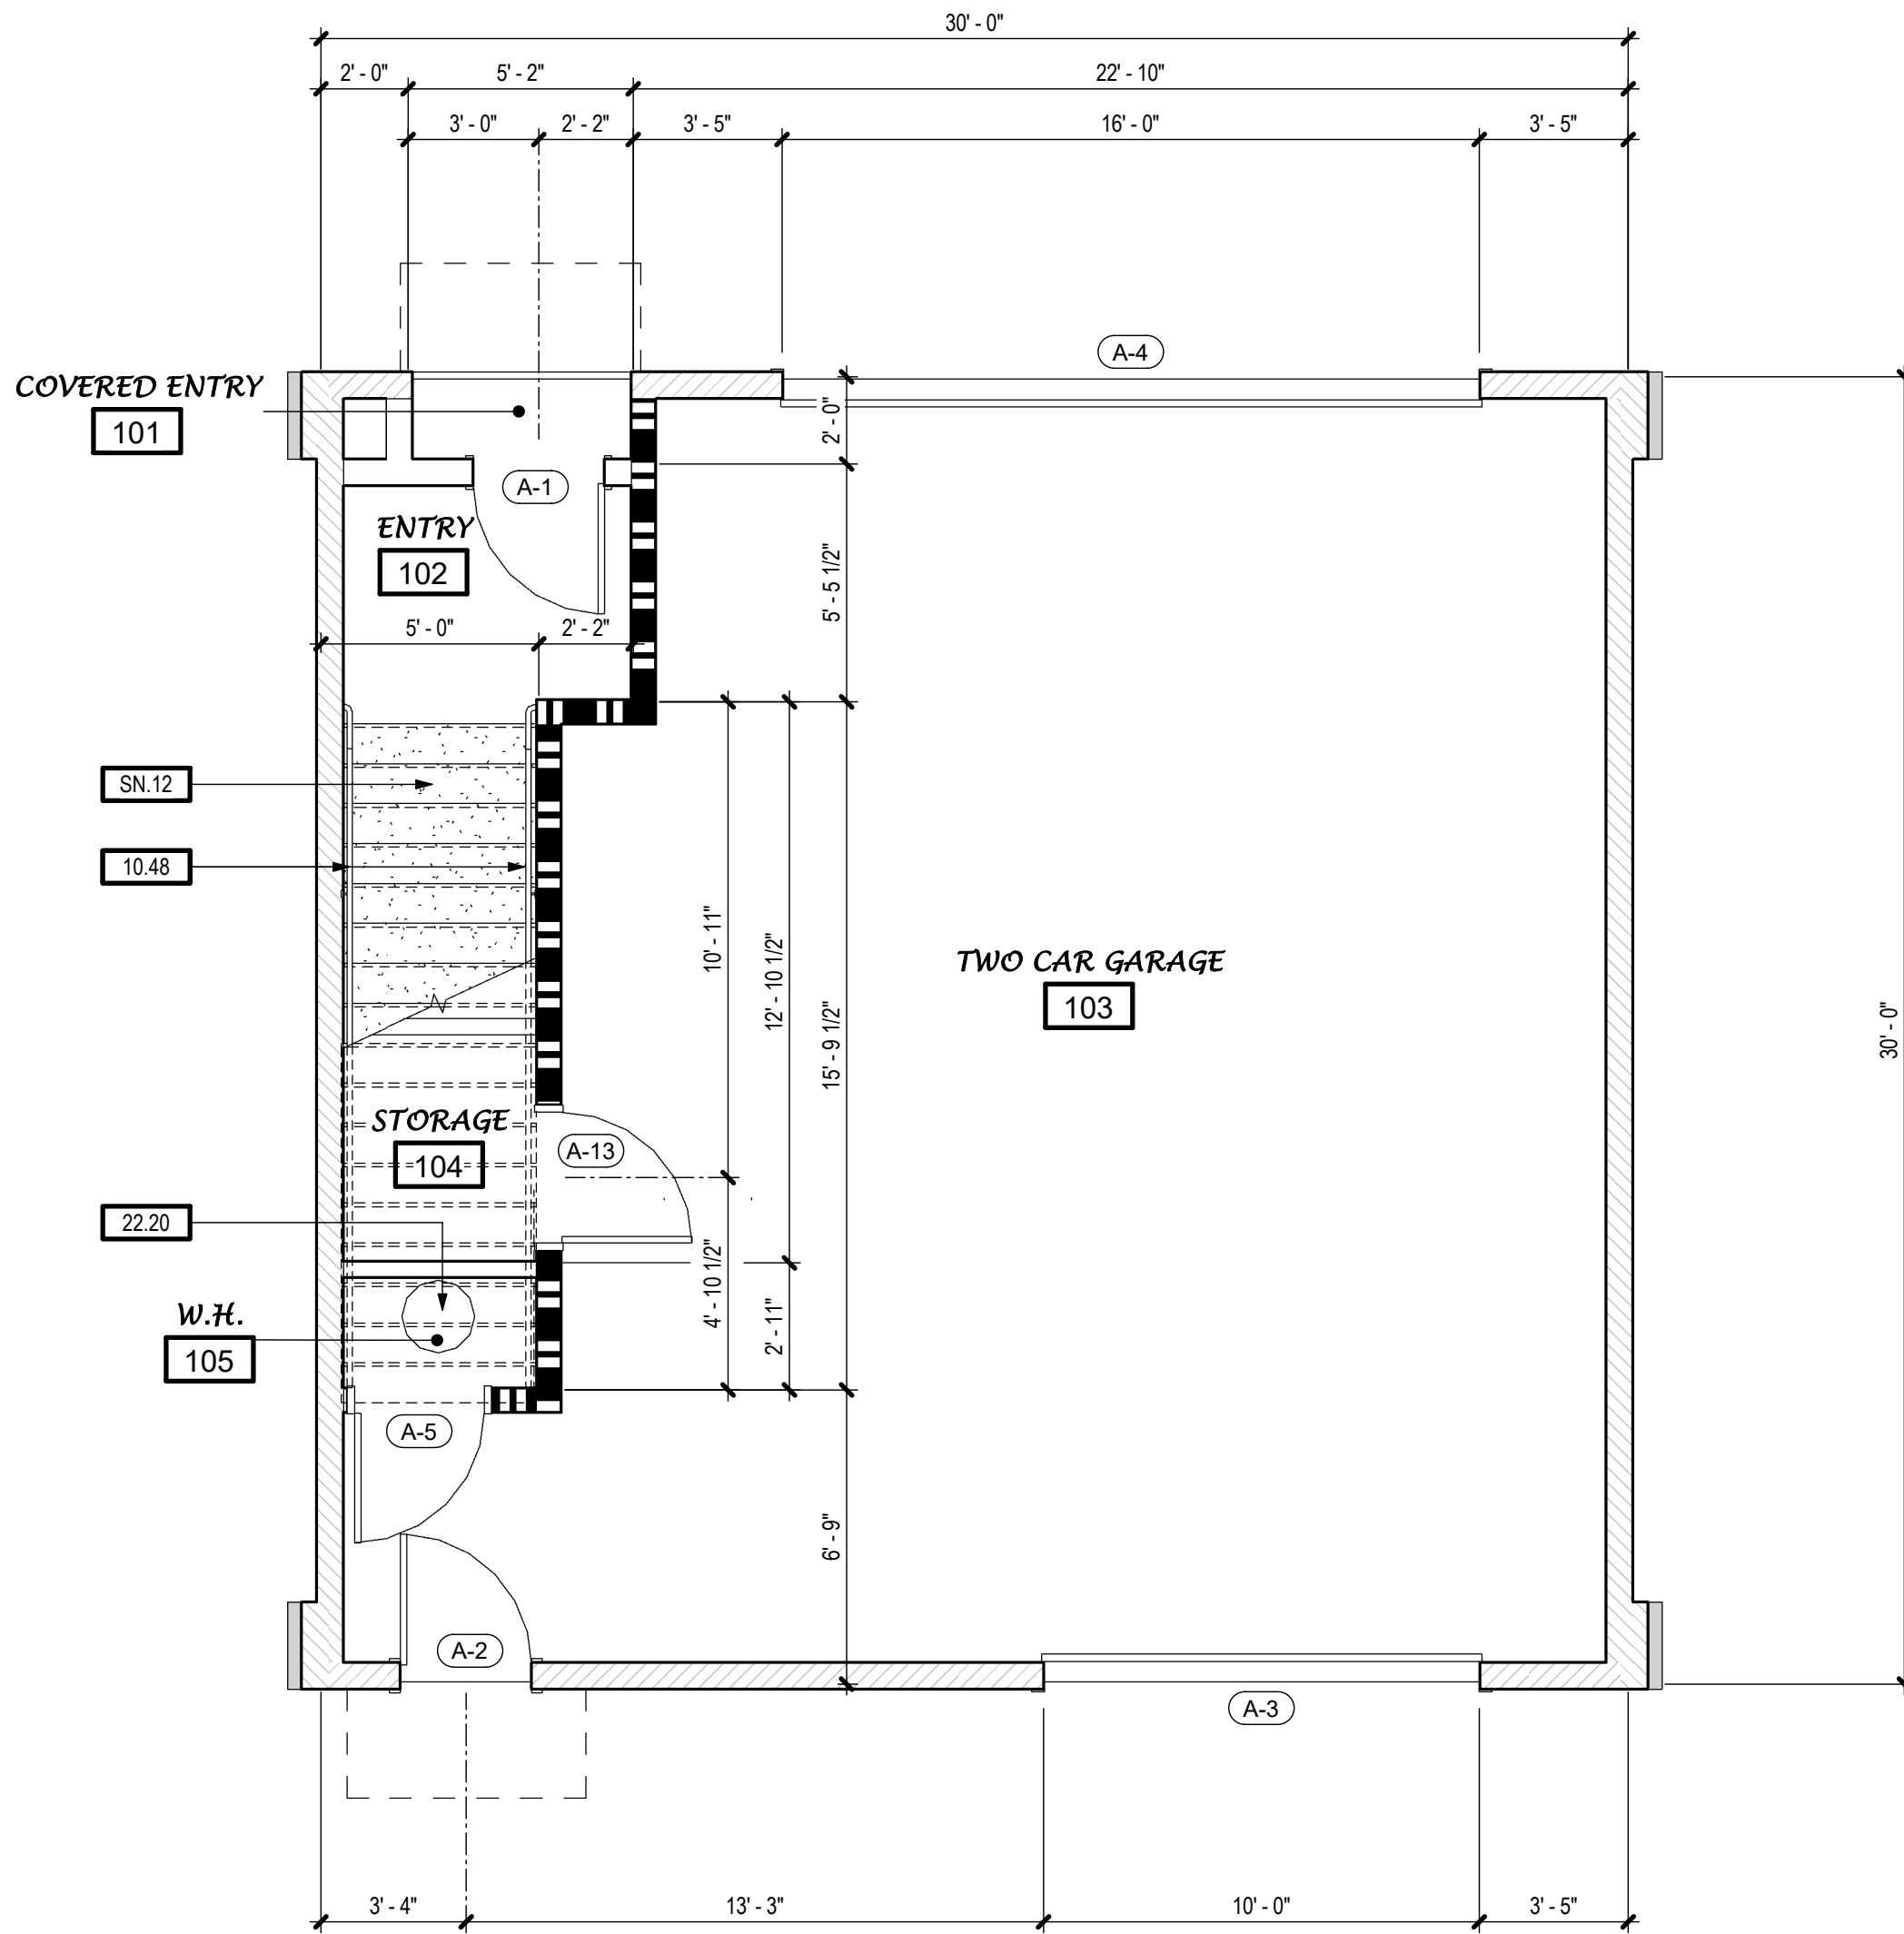 30' - 0"
2' - 0"
5' - 2"
22' - 10"
3' - 0"
2' - 2"
3' - 5"
16' - 0"
3' - 5"
A-4
COVERED ENTRY
101
2' - 0"
A-1
ENTRY
102
5' - 5 1/2"
5' - 0"
2' - 2"
SN.12
10.48
10' - 11"
12' - 10 1/2"
15' - 9 1/2"
TWO CAR GARAGE
103
30' - 0"
STORAGE
104
A-13
22.20
4' - 10 1/2"
2' - 11"
W.H.
105
A-5
6' - 9"
A-2
A-3
3' - 4"
13' - 3"
10' - 0"
3' - 5"